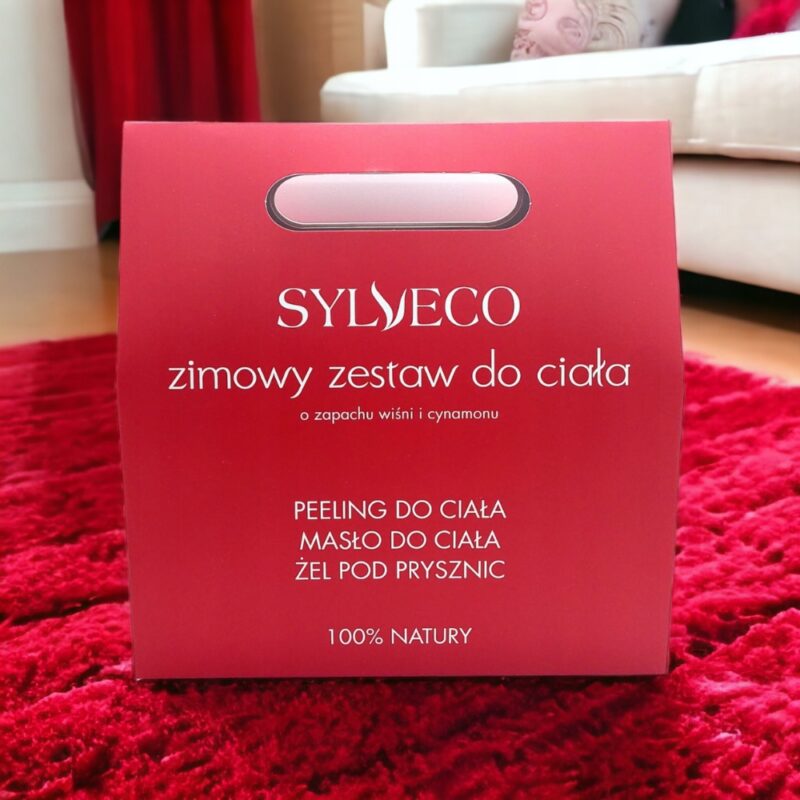 SYLVECO
zimowy zestaw do ciała
o zapachu wiśni i cynamonu
PEELING DO CIAŁA
MASŁO DO CIAŁA
ŻEL POD PRYSZNIC
100% NATURY